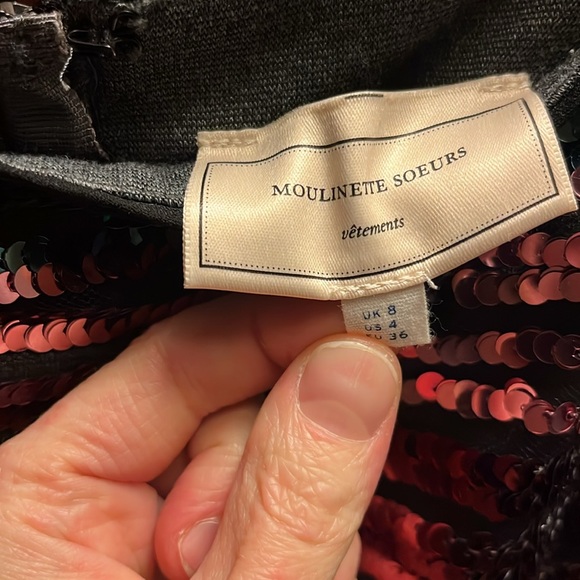 MOULINETTE SOEURS
vêtements
UK 8
US 4
36